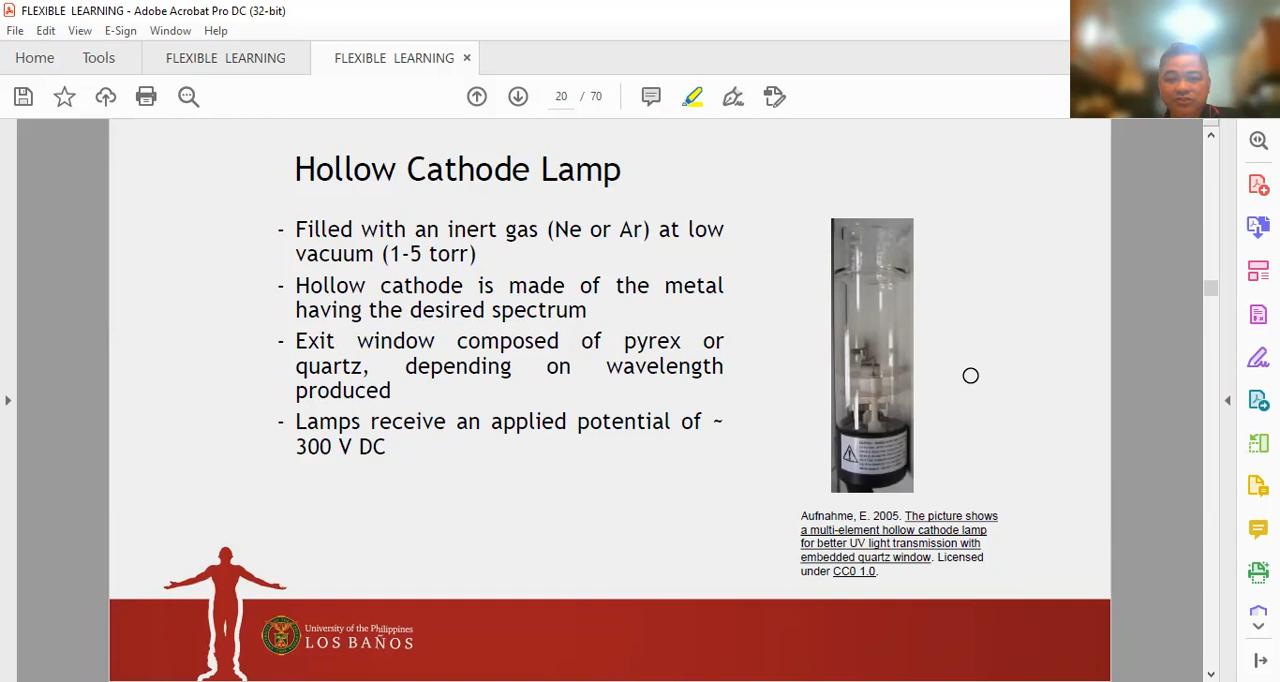 FLEXIBLE LEARNING - Adobe Acrobat Pro DC (32-bit)
File Edit View E-Sign Window Help
Home Tools FLEXIBLE LEARNING FLEXIBLE LEARNING ×
20 / 70
Hollow Cathode Lamp
- Filled with an inert gas (Ne or Ar) at low
vacuum (1-5 torr)
- Hollow cathode is made of the metal
having the desired spectrum
- Exit window composed of pyrex or
quartz, depending on wavelength
produced
- Lamps receive an applied potential of ~
300 V DC
Aufnahme, E. 2005. The picture shows
a multi-element hollow cathode lamp
for better UV light transmission with
embedded quartz window. Licensed
under CC0 1.0.
University of the Philippines
LOS BAÑOS